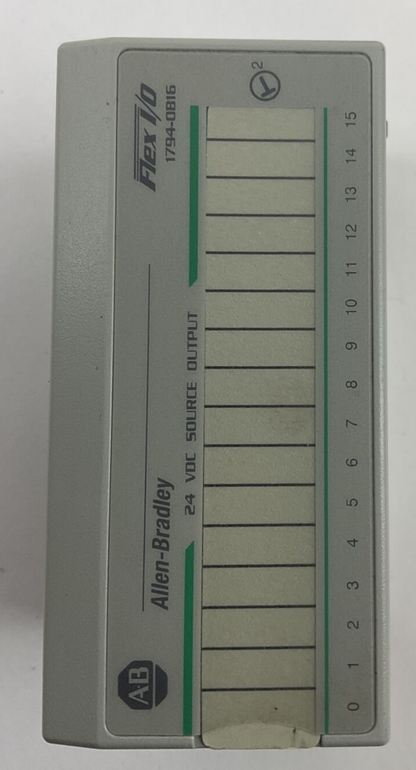 A-B
Allen-Bradley
Flex I/O
1794-OB16
24 VDC SOURCE OUTPUT
2
0 1 2 3 4 5 6 7 8 9 10 11 12 13 14 15